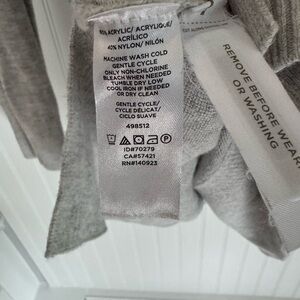 ACRYLIC/ ACRYLIQUE/
ACRÍLICO
40% NYLON/ NILÓN
MACHINE WASH COLD
GENTLE CYCLE
ONLY NON-CHLORINE
BLEACH WHEN NEEDED
TUMBLE DRY LOW
COOL IRON IF NEEDED
OR DRY CLEAN
GENTLE CYCLE/
CYCLE DÉLICAT/
CICLO SUAVE
498512
ID#70279
CA#57421
RN#140923
REMOVE BEFORE WEAR
OR WASHING